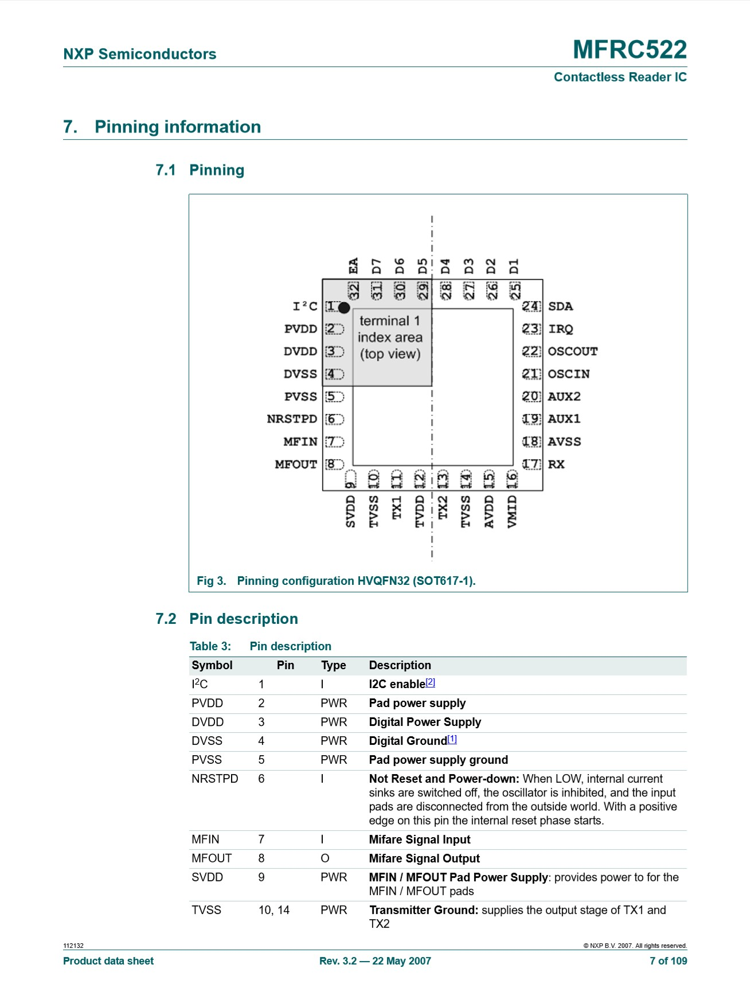 NXP Semiconductors
MFRC522
Contactless Reader IC
7. Pinning information
7.1 Pinning
EA D7 D6 D5 D4 D3 D2 D1
32 31 30 29 28 27 26 25
I²C 1 24 SDA
terminal 1
PVDD 2 23 IRQ
index area
DVDD 3 22 OSCOUT
(top view)
DVSS 4 21 OSCIN
PVSS 5 20 AUX2
NRSTPD 6 19 AUX1
MFIN 7 18 AVSS
MFOUT 8 17 RX
9 10 11 12 13 14 15 16
SVDD TVSS TX1 TVDD TX2 TVSS AVDD VMID
Fig 3. Pinning configuration HVQFN32 (SOT617-1).
7.2 Pin description
Table 3: Pin description
Symbol Pin Type Description
I²C 1 I I2C enable[2]
PVDD 2 PWR Pad power supply
DVDD 3 PWR Digital Power Supply
DVSS 4 PWR Digital Ground[1]
PVSS 5 PWR Pad power supply ground
NRSTPD 6 I Not Reset and Power-down: When LOW, internal current
sinks are switched off, the oscillator is inhibited, and the input
pads are disconnected from the outside world. With a positive
edge on this pin the internal reset phase starts.
MFIN 7 I Mifare Signal Input
MFOUT 8 O Mifare Signal Output
SVDD 9 PWR MFIN / MFOUT Pad Power Supply: provides power to for the
MFIN / MFOUT pads
TVSS 10, 14 PWR Transmitter Ground: supplies the output stage of TX1 and
TX2
112132 © NXP B.V. 2007. All rights reserved.
Product data sheet Rev. 3.2 — 22 May 2007 7 of 109